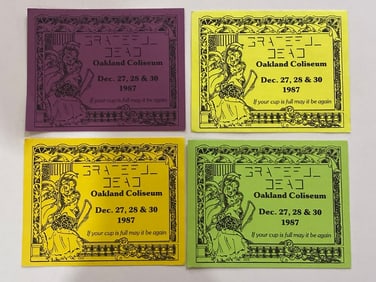 GRATEFUL
DEAD
Oakland Coliseum
Dec. 27, 28 & 30
1987
If your cup is full may it be again
GRATEFUL
DEAD
Oakland Coliseum
Dec. 27, 28 & 30
1987
If your cup is full may it be again
GRATEFUL
DEAD
Oakland Coliseum
Dec. 27, 28 & 30
1987
If your cup is full may it be again
GRATEFUL
DEAD
Oakland Coliseum
Dec. 27, 28 & 30
1987
If your cup is full may it be again